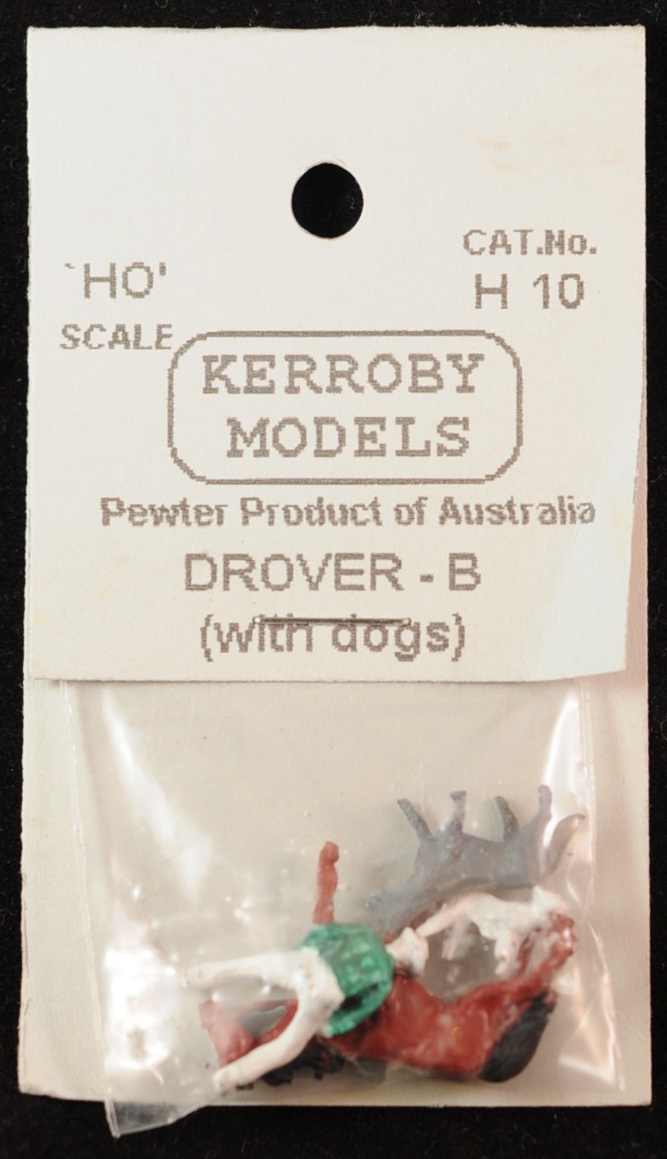 CAT.No.
`HO'
H 10
SCALE
KERROBY
MODELS
Pewter Product of Australia
DROVER - B
(with dogs)